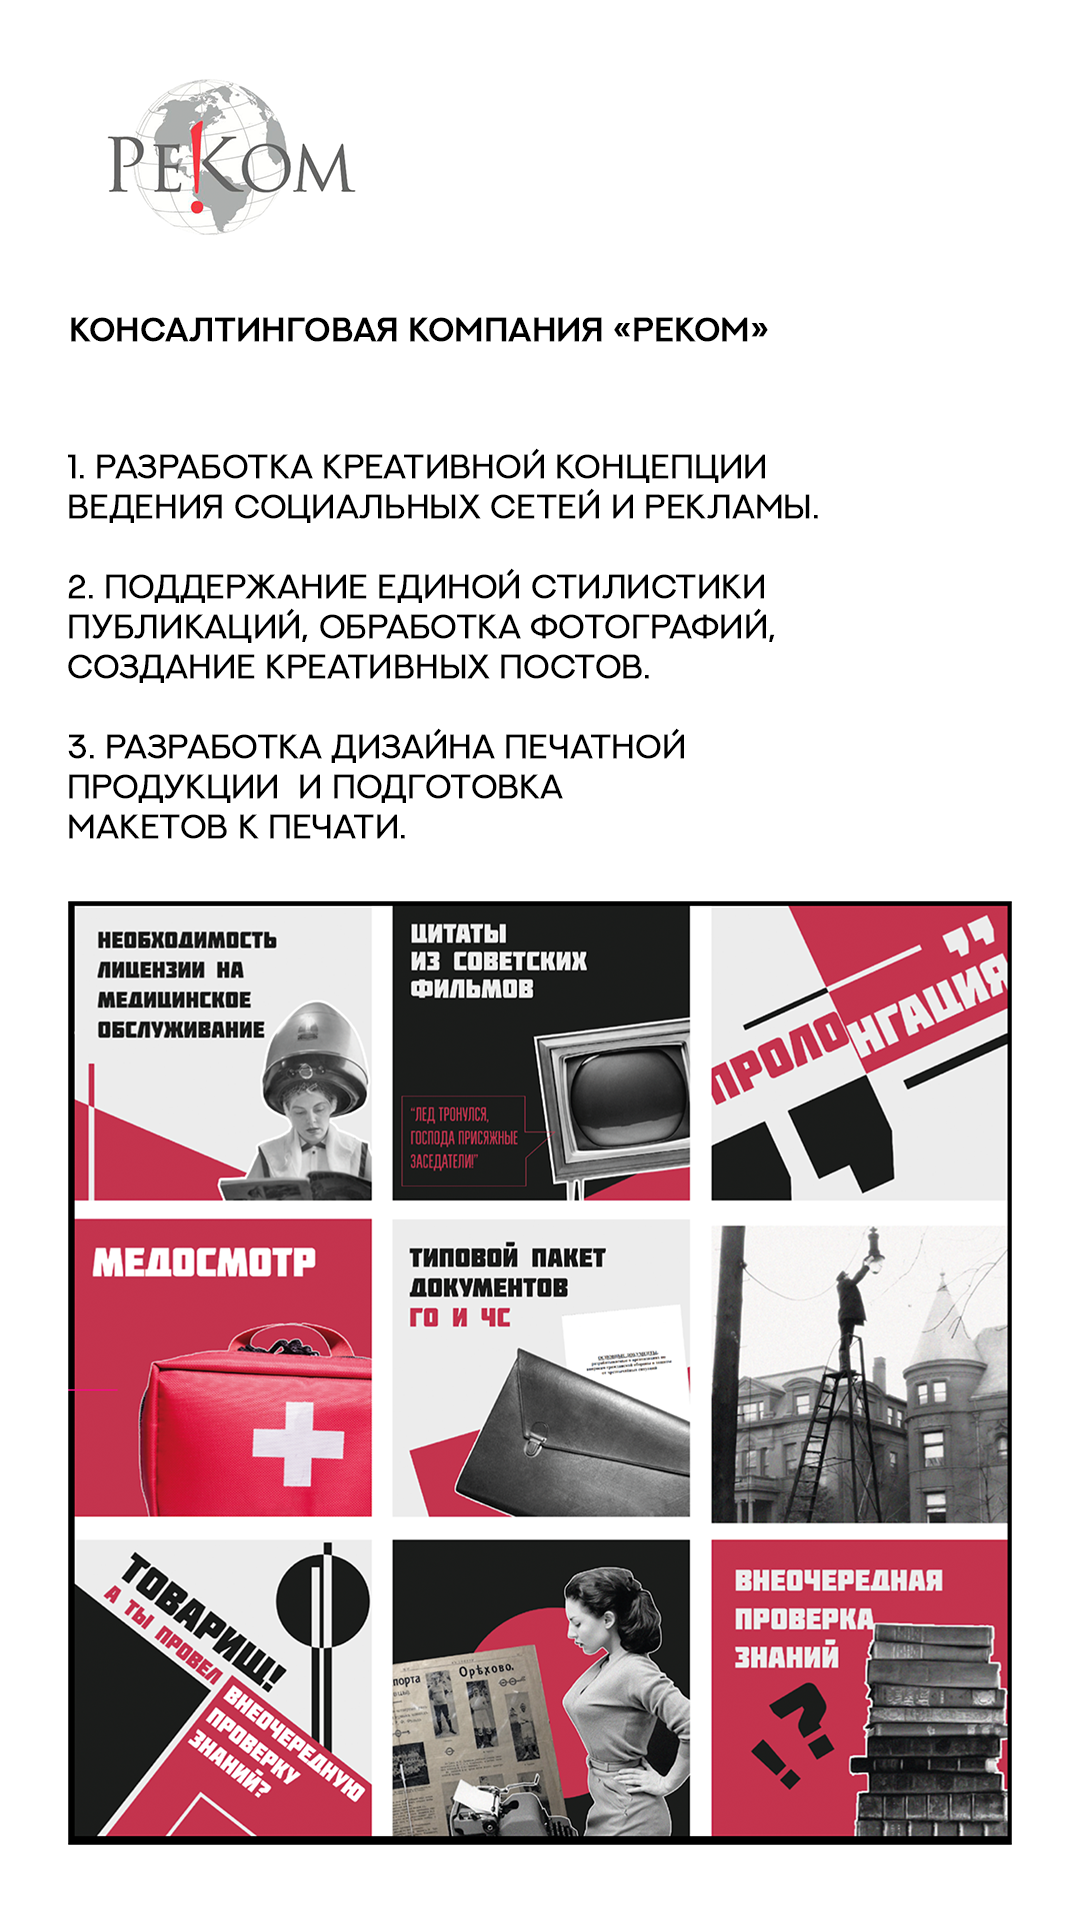 РЕ!КОМ
КОНСАЛТИНГОВАЯ КОМПАНИЯ «РЕКОМ»
1. РАЗРАБОТКА КРЕАТИВНОЙ КОНЦЕПЦИИ
ВЕДЕНИЯ СОЦИАЛЬНЫХ СЕТЕЙ И РЕКЛАМЫ.
2. ПОДДЕРЖАНИЕ ЕДИНОЙ СТИЛИСТИКИ
ПУБЛИКАЦИЙ, ОБРАБОТКА ФОТОГРАФИЙ,
СОЗДАНИЕ КРЕАТИВНЫХ ПОСТОВ.
3. РАЗРАБОТКА ДИЗАЙНА ПЕЧАТНОЙ
ПРОДУКЦИИ И ПОДГОТОВКА
МАКЕТОВ К ПЕЧАТИ.
НЕОБХОДИМОСТЬ
ЛИЦЕНЗИИ НА
МЕДИЦИНСКОЕ
ОБСЛУЖИВАНИЕ
ЦИТАТЫ
ИЗ СОВЕТСКИХ
ФИЛЬМОВ
“ЛЕД ТРОНУЛСЯ,
ГОСПОДА ПРИСЯЖНЫЕ
ЗАСЕДАТЕЛИ!”
ПРОЛОНГАЦИЯ
МЕДОСМОТР
ТИПОВОЙ ПАКЕТ
ДОКУМЕНТОВ
ГО И ЧС
ТОВАРИЩ!
А ТЫ ПРОВЕЛ
ВНЕОЧЕРЕДНУЮ
ПРОВЕРКУ
ЗНАНИЙ?
порта Орѣхово.
ВНЕОЧЕРЕДНАЯ
ПРОВЕРКА
ЗНАНИЙ
!?